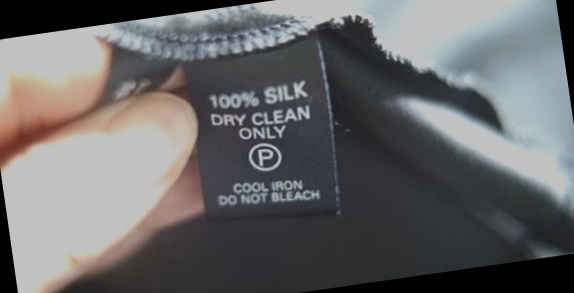 100% SILK
DRY CLEAN
ONLY
P
COOL IRON
DO NOT BLEACH